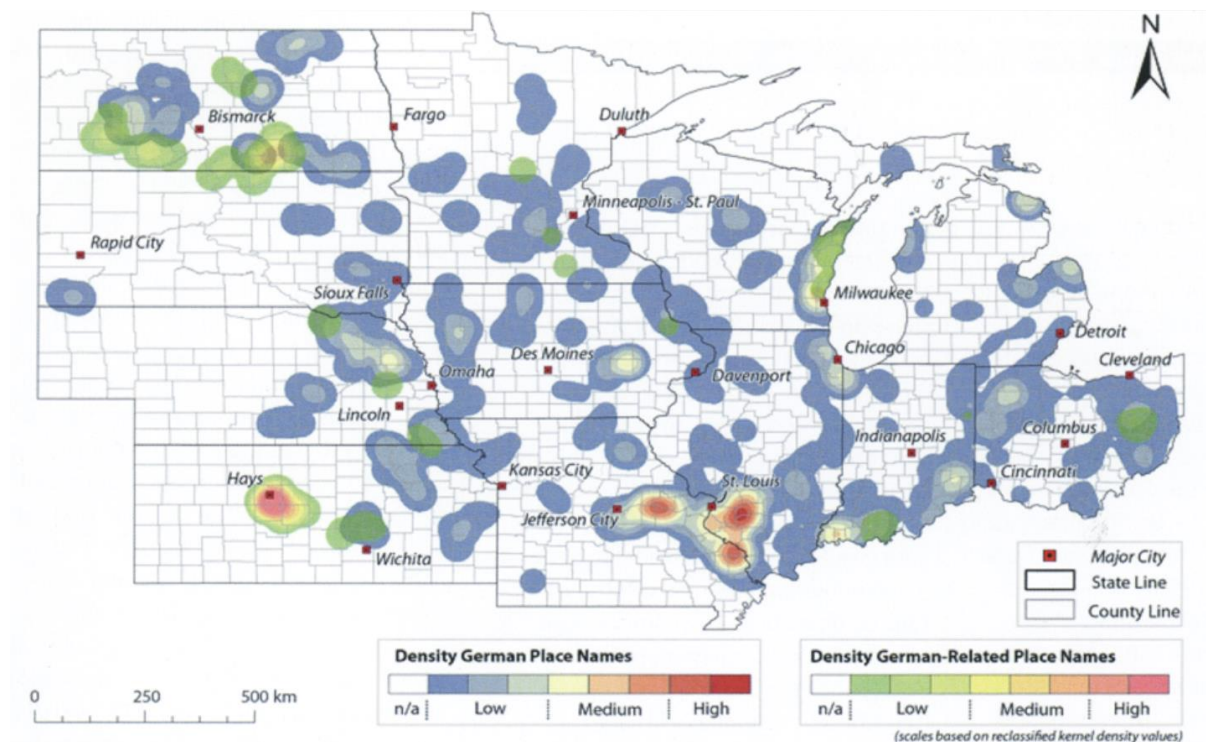 N
Bismarck
Fargo
Duluth
Minneapolis - St. Paul
Rapid City
Sioux Falls
Milwaukee
Detroit
Des Moines
Chicago
Cleveland
Omaha
Davenport
Lincoln
Columbus
Indianapolis
Hays
Kansas City
St. Louis
Cincinnati
Jefferson City
Wichita
Major City
State Line
County Line
Density German Place Names
n/a Low Medium High
Density German-Related Place Names
n/a Low Medium High
0 250 500 km
(scales based on reclassified kernel density values)